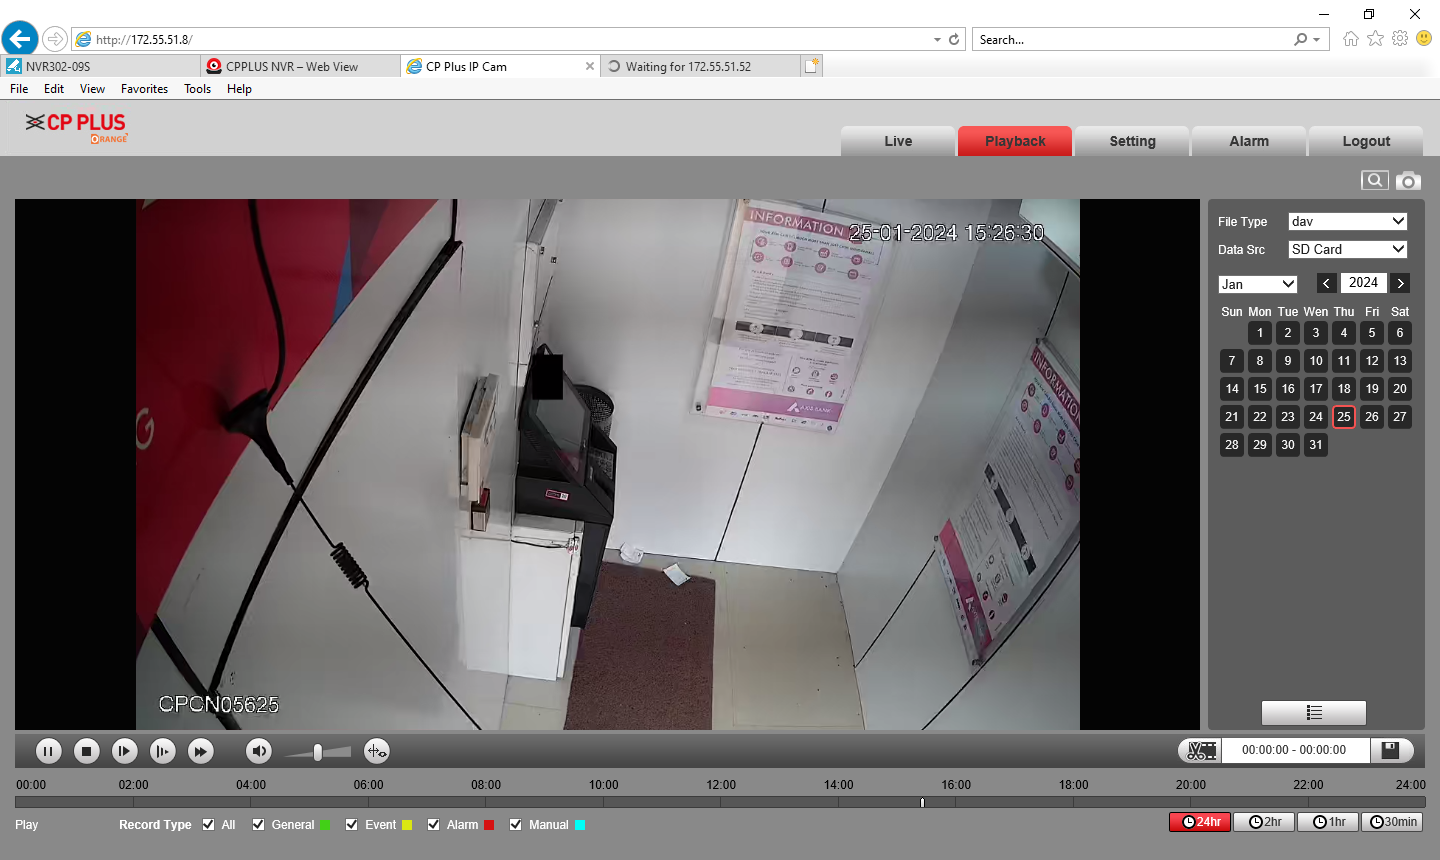 http://172.55.51.8/
Search...
NVR302-09S
CPPLUS NVR – Web View
CP Plus IP Cam
Waiting for 172.55.51.52
File Edit View Favorites Tools Help
CP PLUS
ORANGE
Live Playback Setting Alarm Logout
INFORMATION
25-01-2024 15:26:30
AXIS BANK
INFORMATION
CPCN05625
File Type dav
Data Src SD Card
Jan 2024
Sun Mon Tue Wen Thu Fri Sat
1 2 3 4 5 6
7 8 9 10 11 12 13
14 15 16 17 18 19 20
21 22 23 24 25 26 27
28 29 30 31
00:00:00 - 00:00:00
00:00 02:00 04:00 06:00 08:00 10:00 12:00 14:00 16:00 18:00 20:00 22:00 24:00
Play Record Type All General Event Alarm Manual
24hr 2hr 1hr 30min